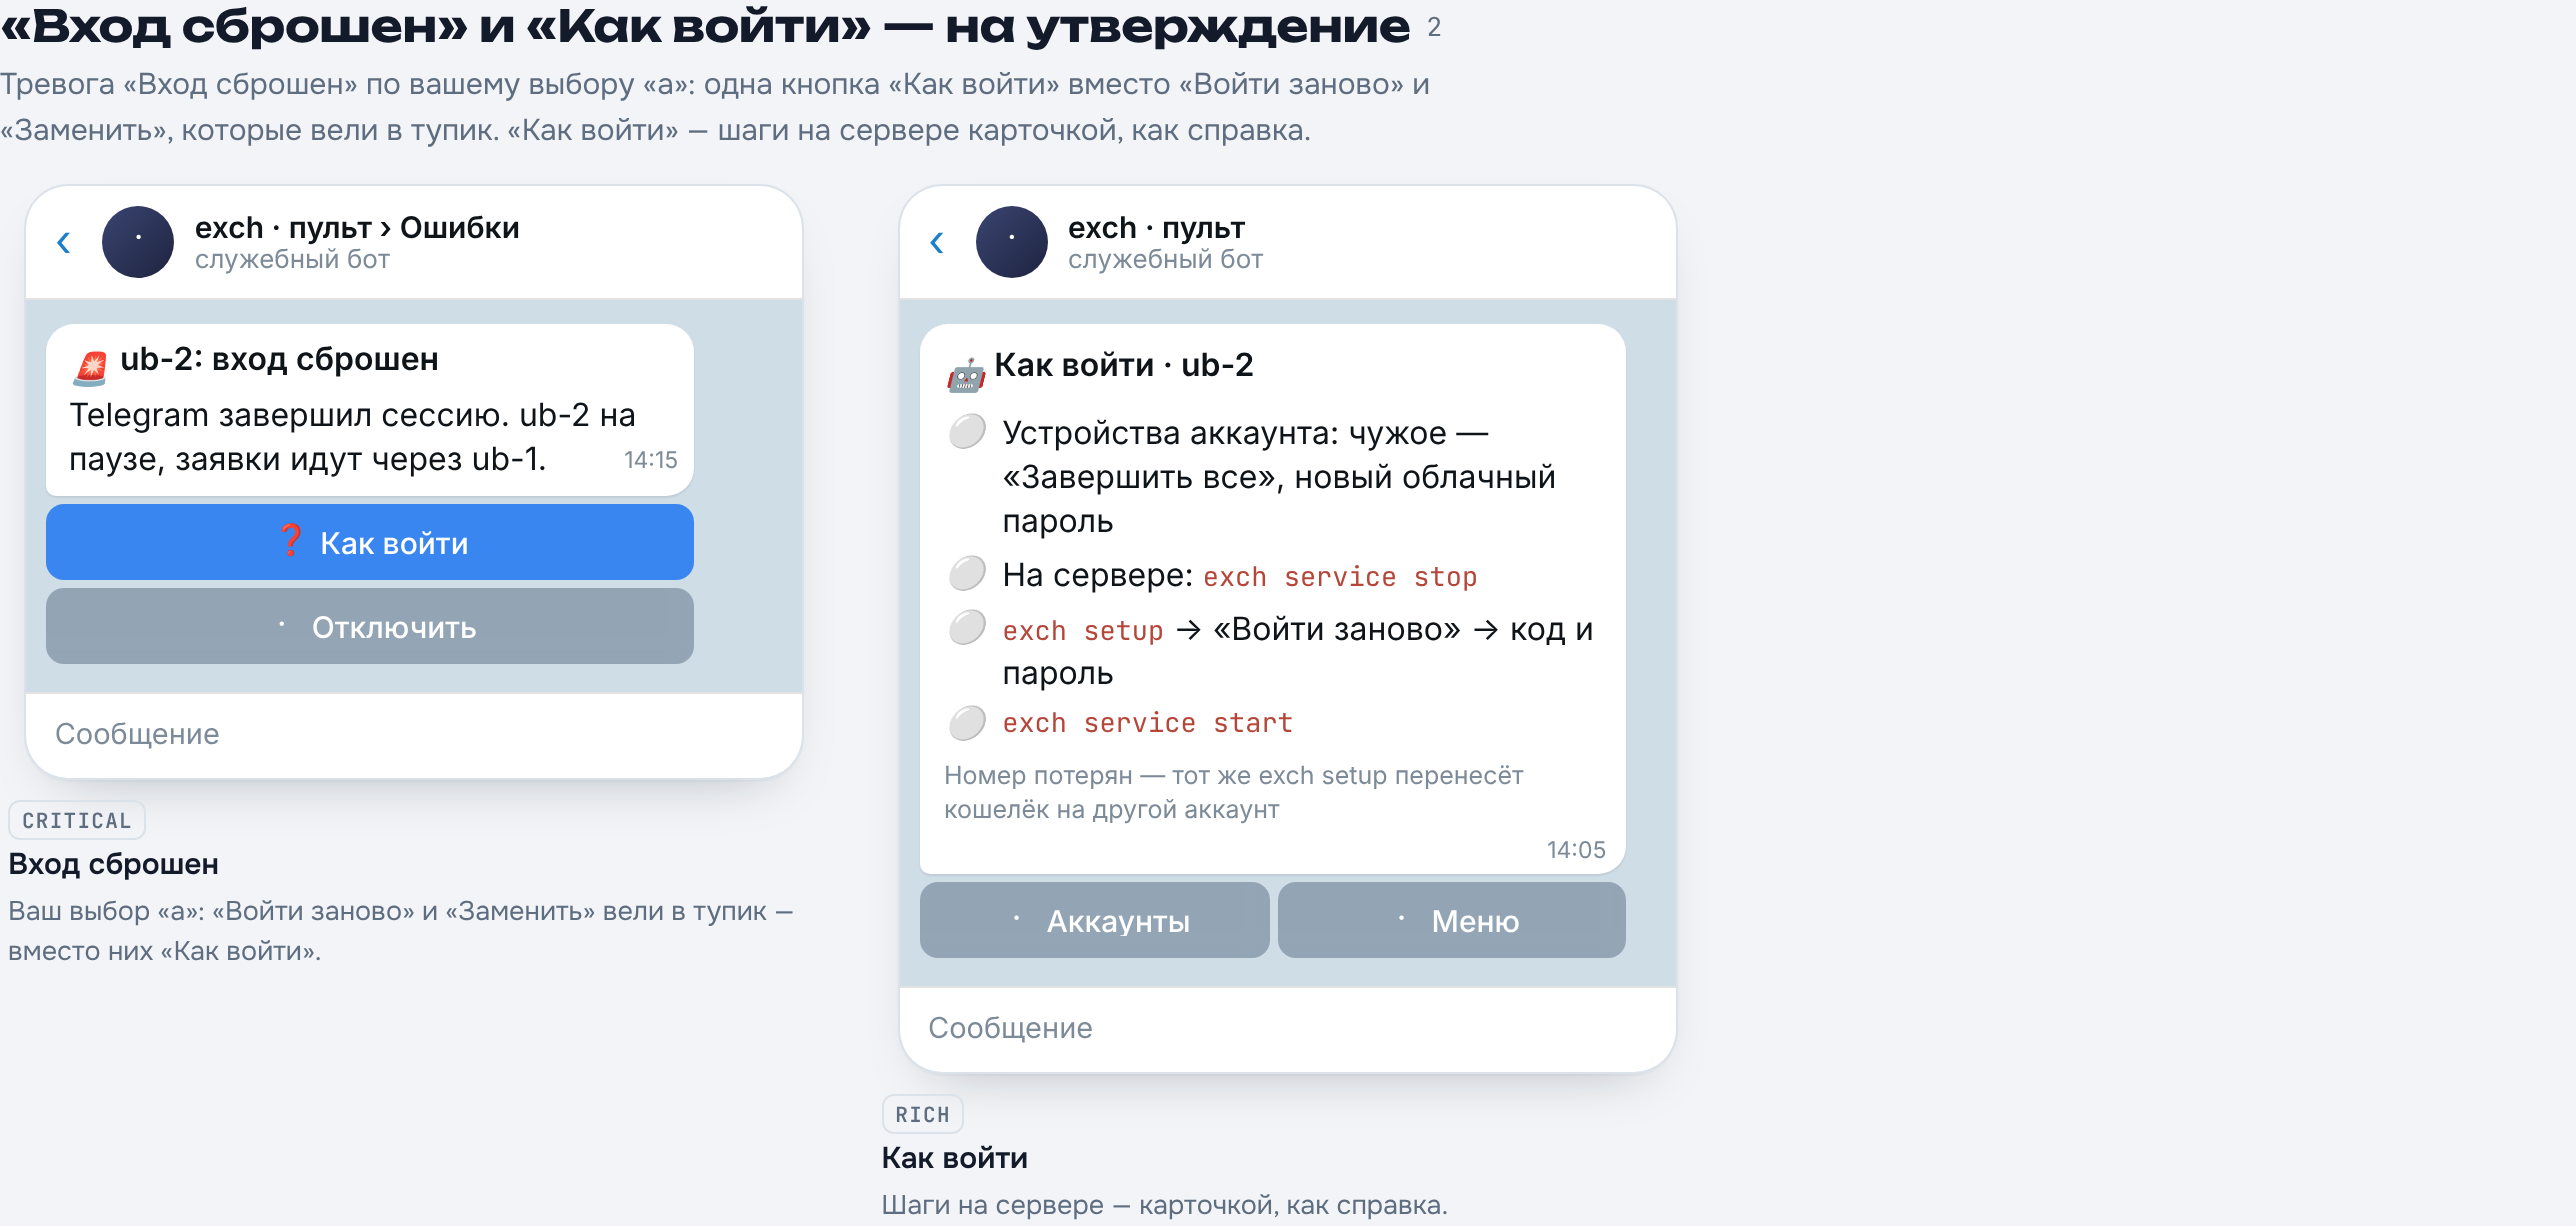 «Вход сброшен» и «Как войти» — на утверждение 2
Тревога «Вход сброшен» по вашему выбору «а»: одна кнопка «Как войти» вместо «Войти заново» и
«Заменить», которые вели в тупик. «Как войти» — шаги на сервере карточкой, как справка.
exch · пульт › Ошибки
служебный бот
ub-2: вход сброшен
Telegram завершил сессию. ub-2 на
паузе, заявки идут через ub-1.
14:15
Как войти
Отключить
Сообщение
CRITICAL
Вход сброшен
Ваш выбор «а»: «Войти заново» и «Заменить» вели в тупик —
вместо них «Как войти».
exch · пульт
служебный бот
Как войти · ub-2
Устройства аккаунта: чужое —
«Завершить все», новый облачный
пароль
На сервере: exch service stop
exch setup → «Войти заново» → код и
пароль
exch service start
Номер потерян — тот же exch setup перенесёт
кошелёк на другой аккаунт
14:05
Аккаунты
Меню
Сообщение
RICH
Как войти
Шаги на сервере — карточкой, как справка.